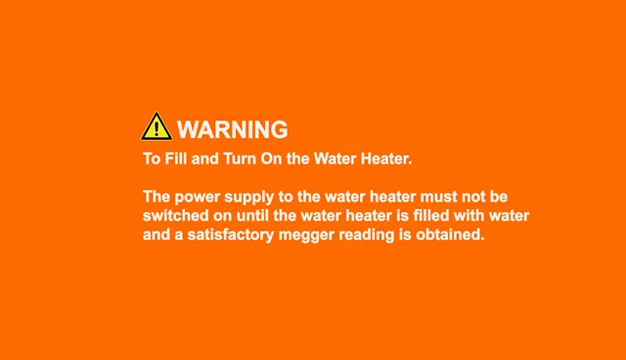 WARNING
To Fill and Turn On the Water Heater.
The power supply to the water heater must not be
switched on until the water heater is filled with water
and a satisfactory megger reading is obtained.